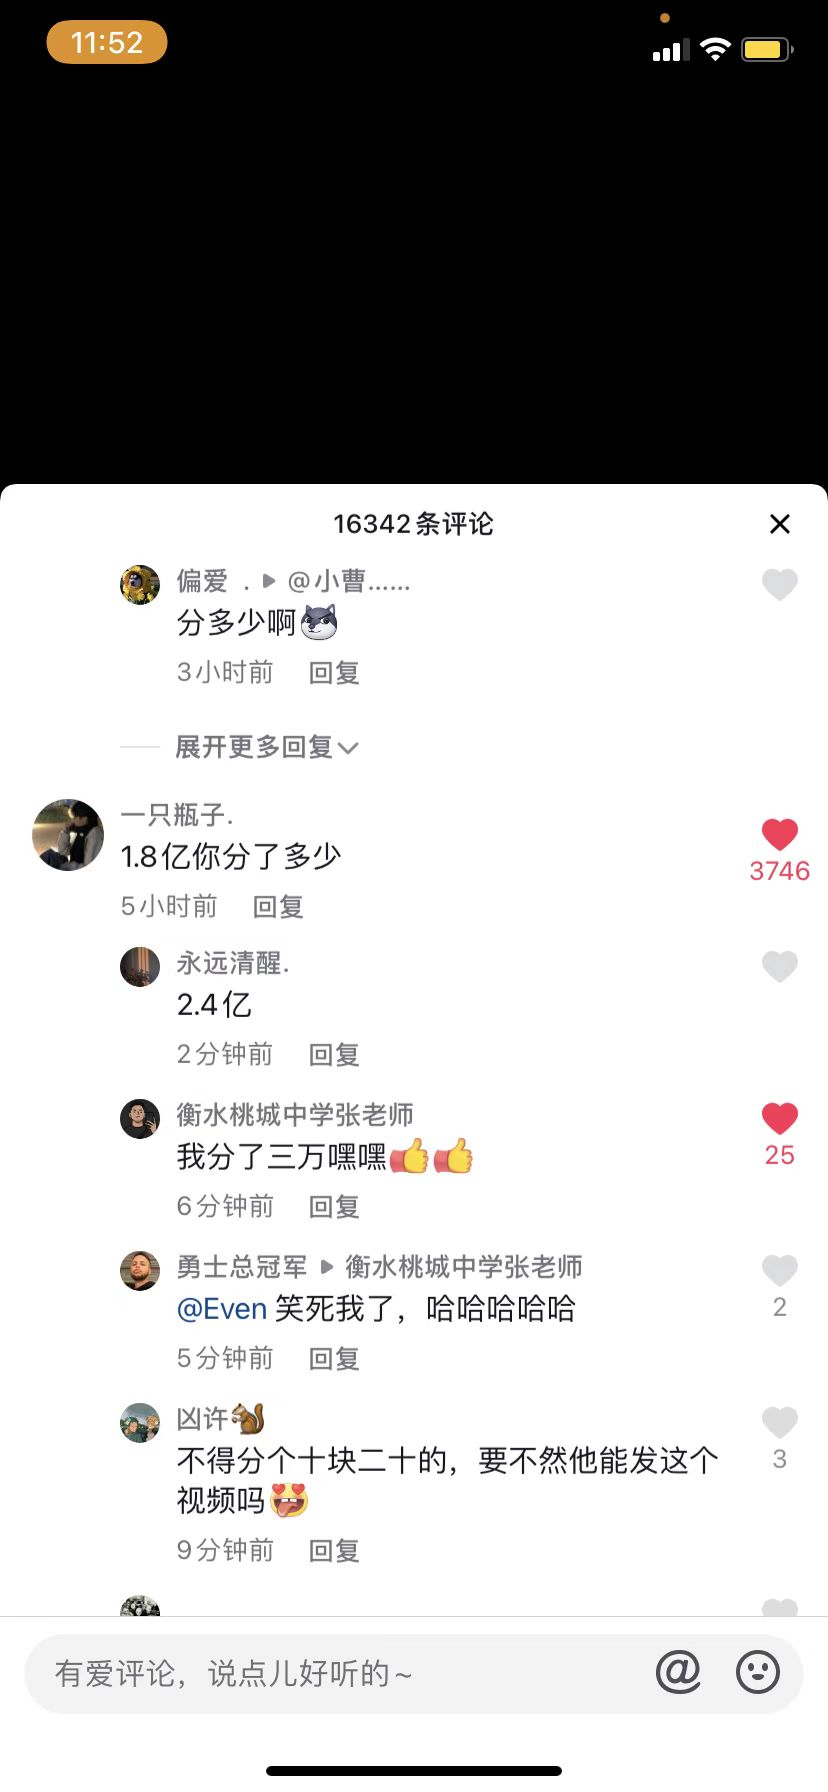 11:52
16342条评论
偏爱 . ▶ @小曹......
分多少啊
3小时前 回复
展开更多回复
一只瓶子.
1.8亿你分了多少
3746
5小时前 回复
永远清醒.
2.4亿
2分钟前 回复
衡水桃城中学张老师
我分了三万嘿嘿👍👍
25
6分钟前 回复
勇士总冠军 ▶ 衡水桃城中学张老师
@Even 笑死我了，哈哈哈哈哈
2
5分钟前 回复
凶许🐿️
不得分个十块二十的，要不然他能发这个
3
视频吗
9分钟前 回复
有爱评论，说点儿好听的~